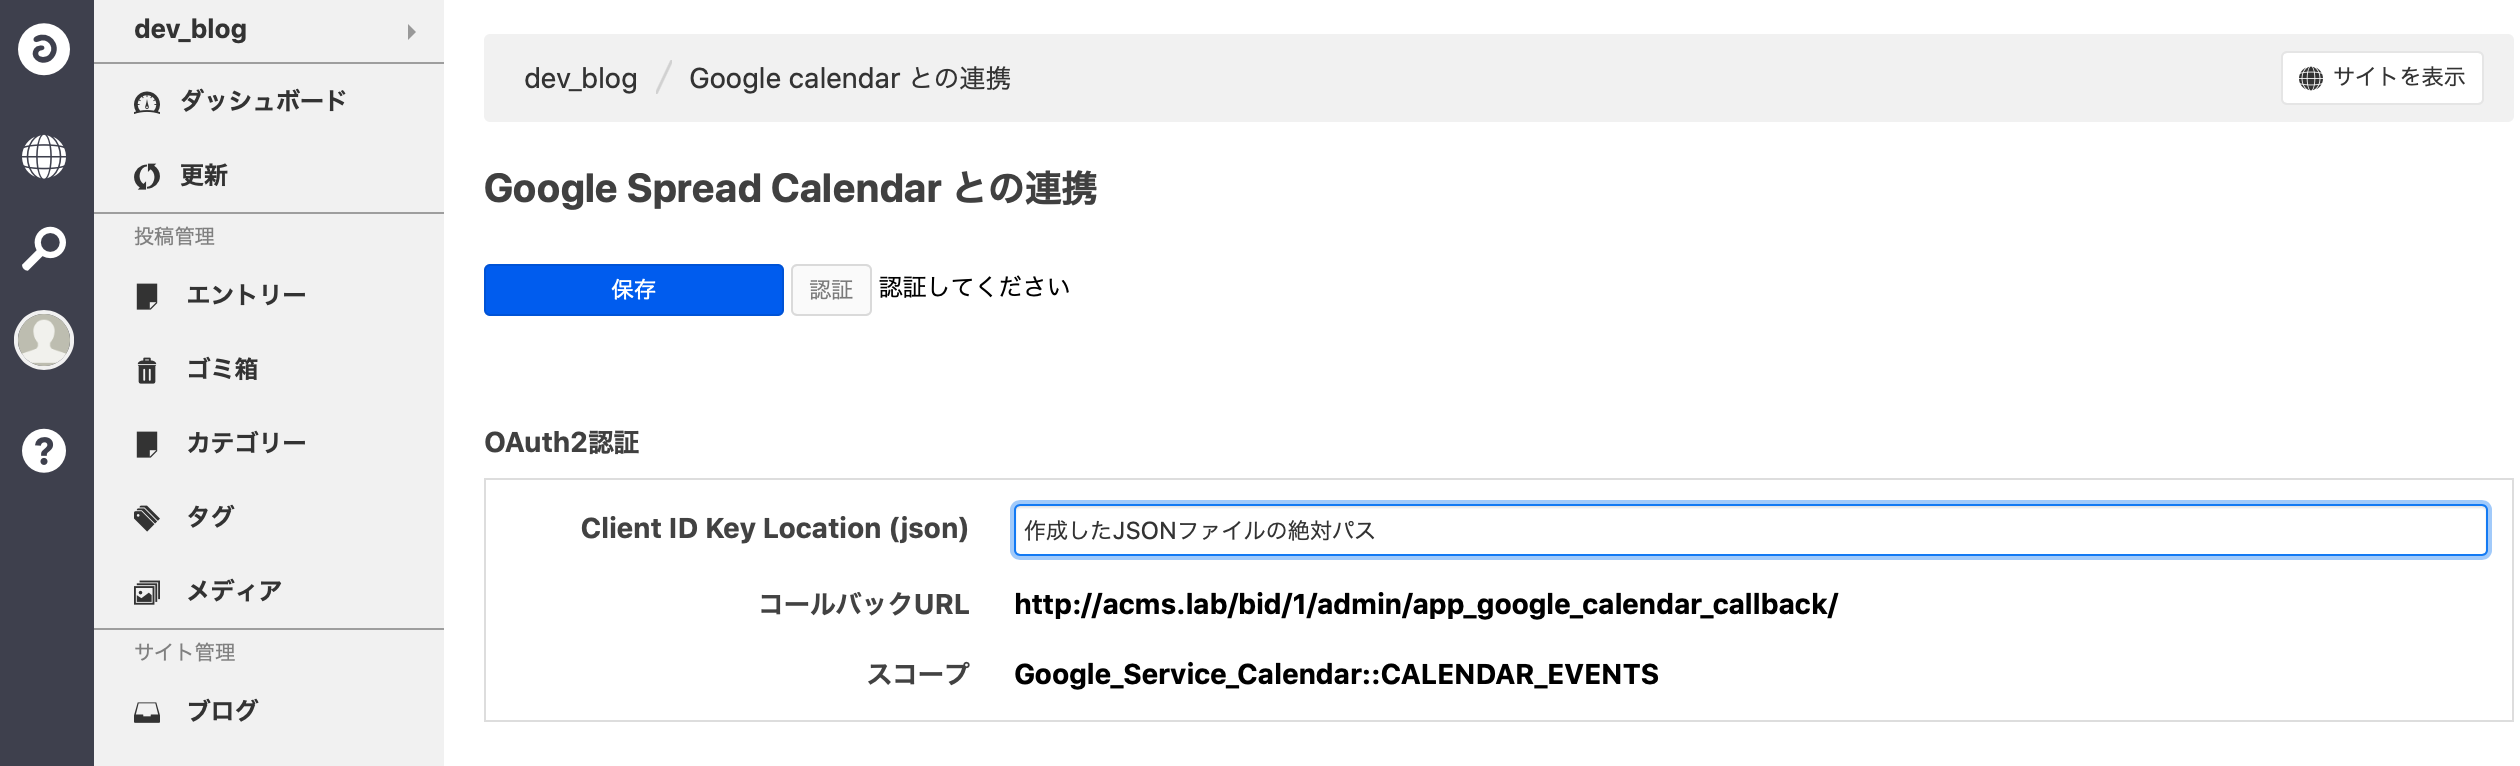 dev_blog
ダッシュボード
更新
投稿管理
エントリー
ゴミ箱
カテゴリー
タグ
メディア
サイト管理
ブログ
dev_blog / Google calendar との連携
サイトを表示
Google Spread Calendar との連携
保存 認証 認証してください
OAuth2認証
Client ID Key Location (json) 作成したJSONファイルの絶対パス
コールバックURL http://acms.lab/bid/1/admin/app_google_calendar_callback/
スコープ Google_Service_Calendar::CALENDAR_EVENTS